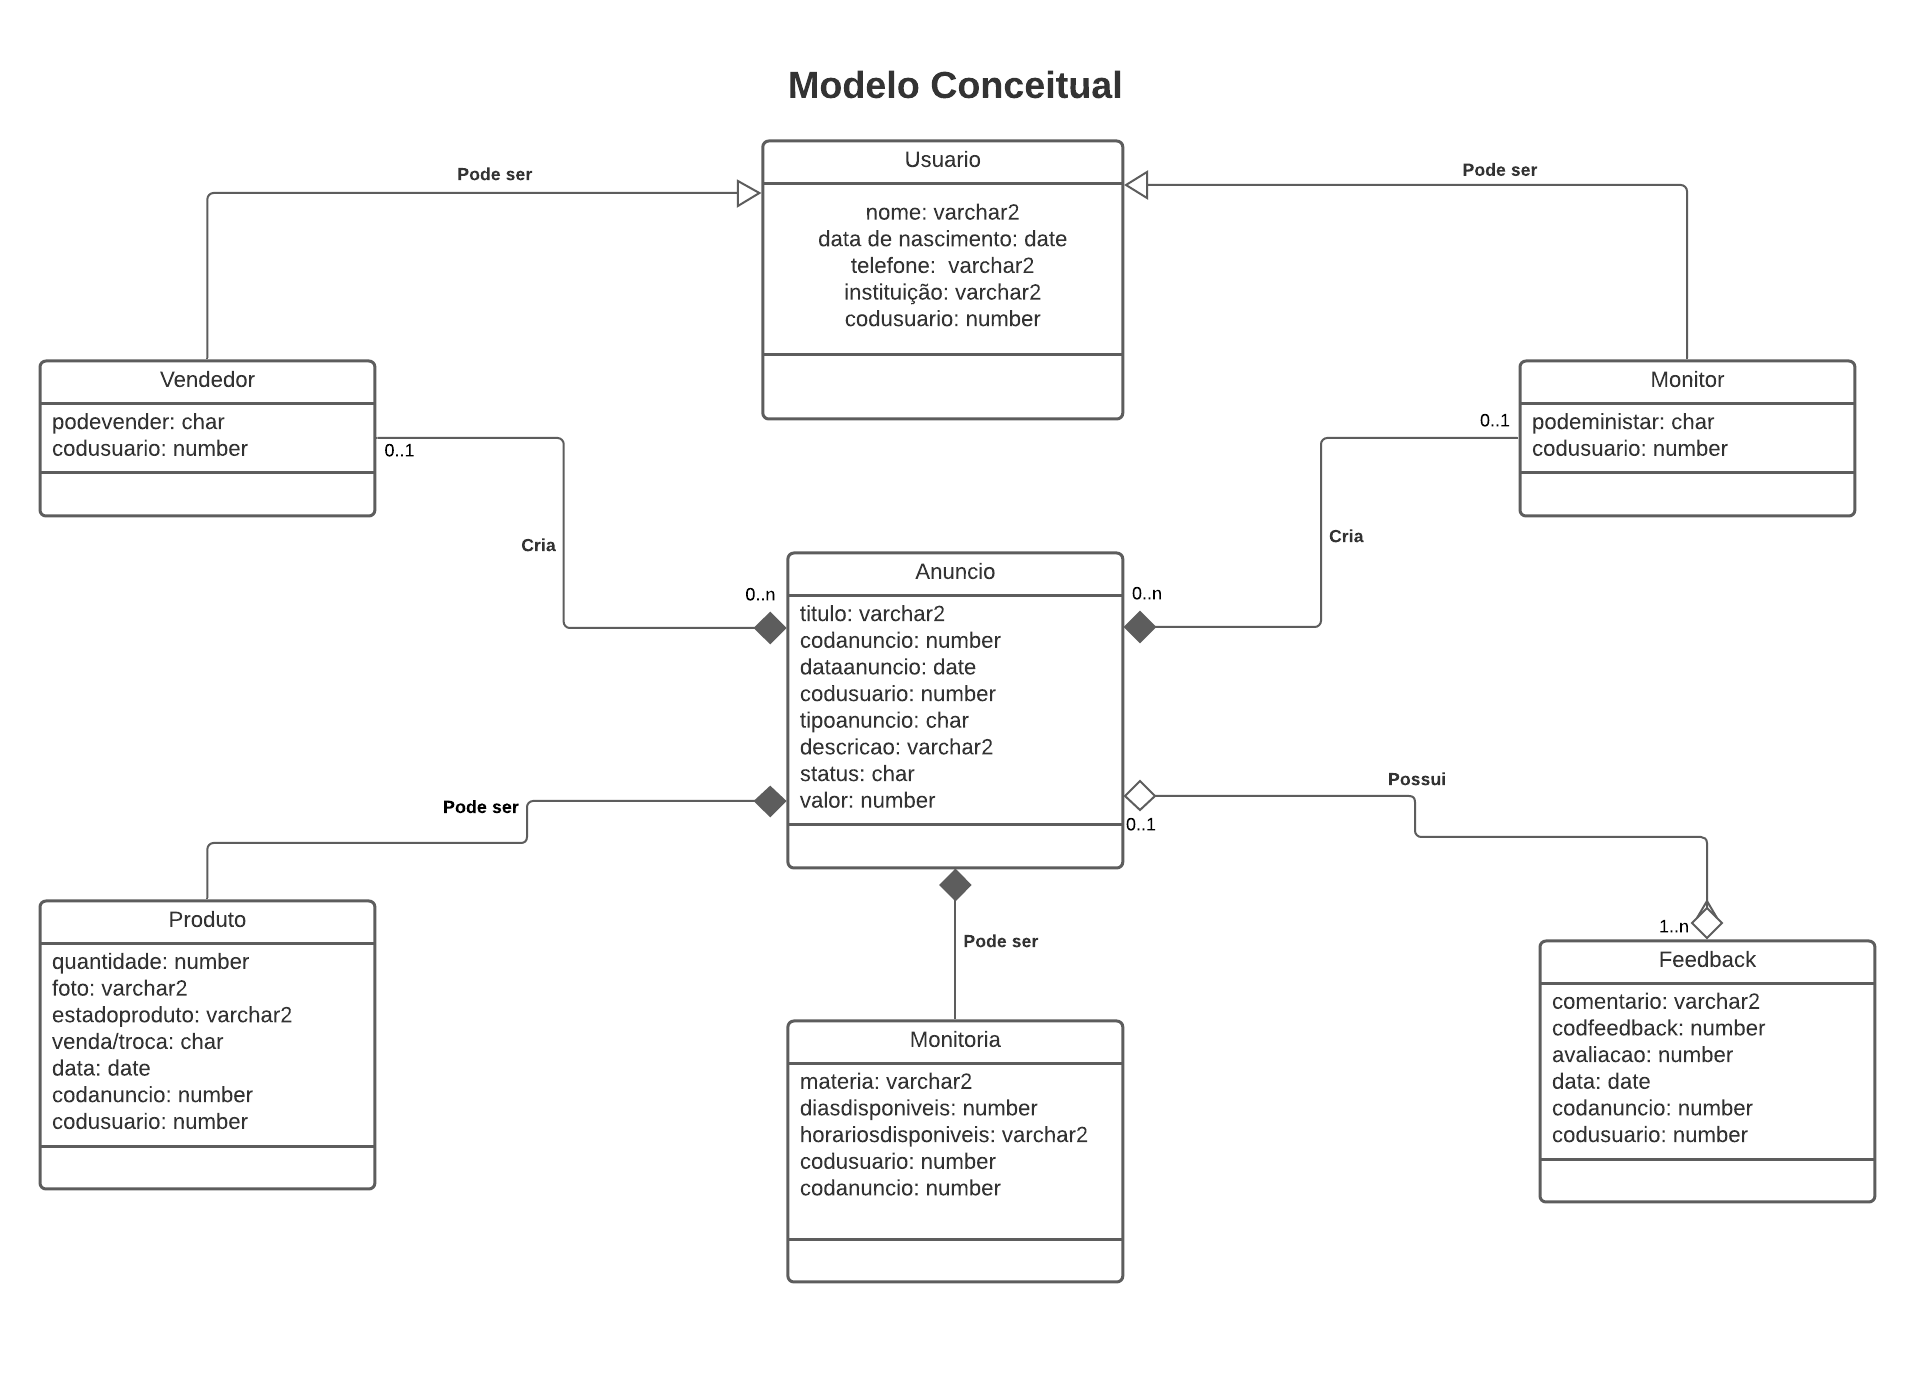 Modelo Conceitual
Pode ser
Usuario
nome: varchar2
data de nascimento: date
telefone:  varchar2
instituição: varchar2
codusuario: number
Pode ser
Vendedor
podevender: char
codusuario: number
0..1
Cria
0..n
Monitor
podeministar: char
codusuario: number
0..1
Cria
0..n
Anuncio
titulo: varchar2
codanuncio: number
dataanuncio: date
codusuario: number
tipoanuncio: char
descricao: varchar2
status: char
valor: number
Pode ser
Possui
0..1
1..n
Pode ser
Produto
quantidade: number
foto: varchar2
estadoproduto: varchar2
venda/troca: char
data: date
codanuncio: number
codusuario: number
Monitoria
materia: varchar2
diasdisponiveis: number
horariosdisponiveis: varchar2
codusuario: number
codanuncio: number
Feedback
comentario: varchar2
codfeedback: number
avaliacao: number
data: date
codanuncio: number
codusuario: number